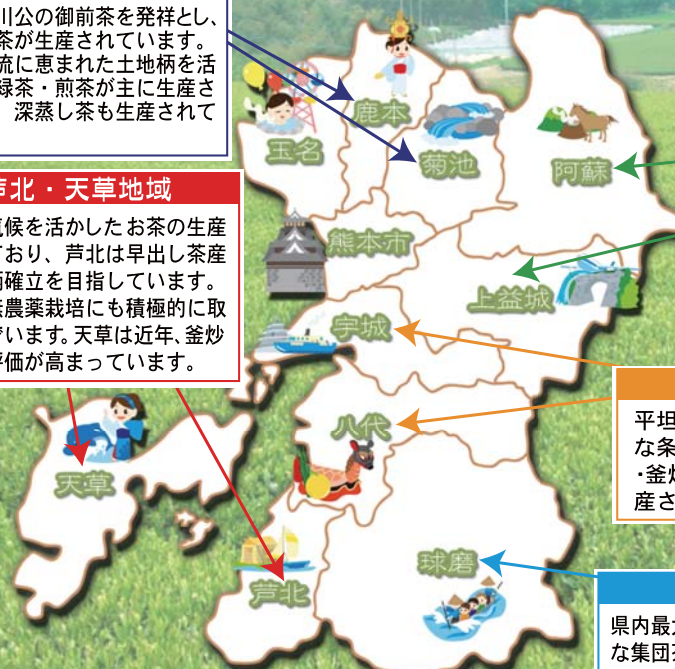 川公の御前茶を発祥とし、
茶が生産されています。
流に恵まれた土地柄を活
緑茶・煎茶が主に生産さ
深蒸し茶も生産されて
芦北・天草地域
気候を活かしたお茶の生産
ており、芦北は早出し茶産
柄確立を目指しています。
無農薬栽培にも積極的に取
でいます。天草は近年、釜炒
評価が高まっています。
鹿本
玉名
菊池
阿蘇
熊本市
上益城
宇城
八代
天草
芦北
球磨
平坦
な条
・釜炒
産さ
県内最大
な集団茶